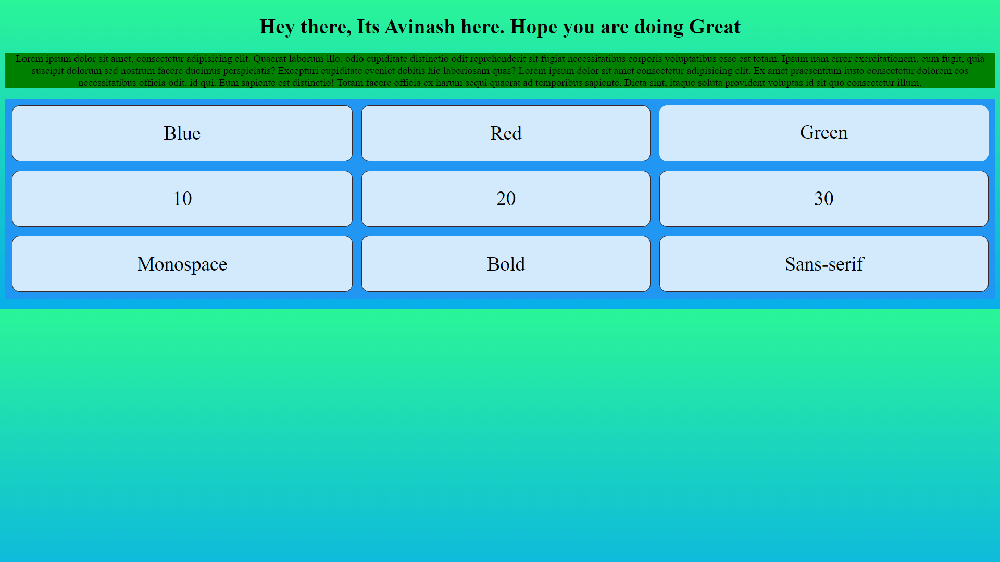 Hey there, Its Avinash here. Hope you are doing Great
Lorem ipsum dolor sit amet, consectetur adipisicing elit. Quaerat laborum illo, odio cupiditate distinctio odit reprehenderit sit fugiat necessitatibus corporis voluptatibus esse est totam. Ipsum nam error exercitationem, eum fugit, quia
suscipit dolorum sed nostrum facere ducimus perspiciatis? Excepturi cupiditate eveniet debitis hic laboriosam quas? Lorem ipsum dolor sit amet consectetur adipisicing elit. Ex amet praesentium iusto consectetur dolorem eos
necessitatibus officia odit, id qui. Eum sapiente est distinctio! Totam facere officia ex harum sequi quaerat ad temporibus sapiente. Dicta sint, itaque soluta provident voluptas id sit quo consectetur illum.
Blue
Red
Green
10
20
30
Monospace
Bold
Sans-serif